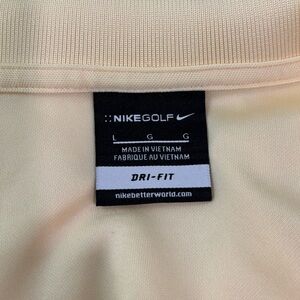 ::NIKEGOLF
L G G
MADE IN VIETNAM
FABRIQUE AU VIETNAM
DRI-FIT
nikebetterworld.com